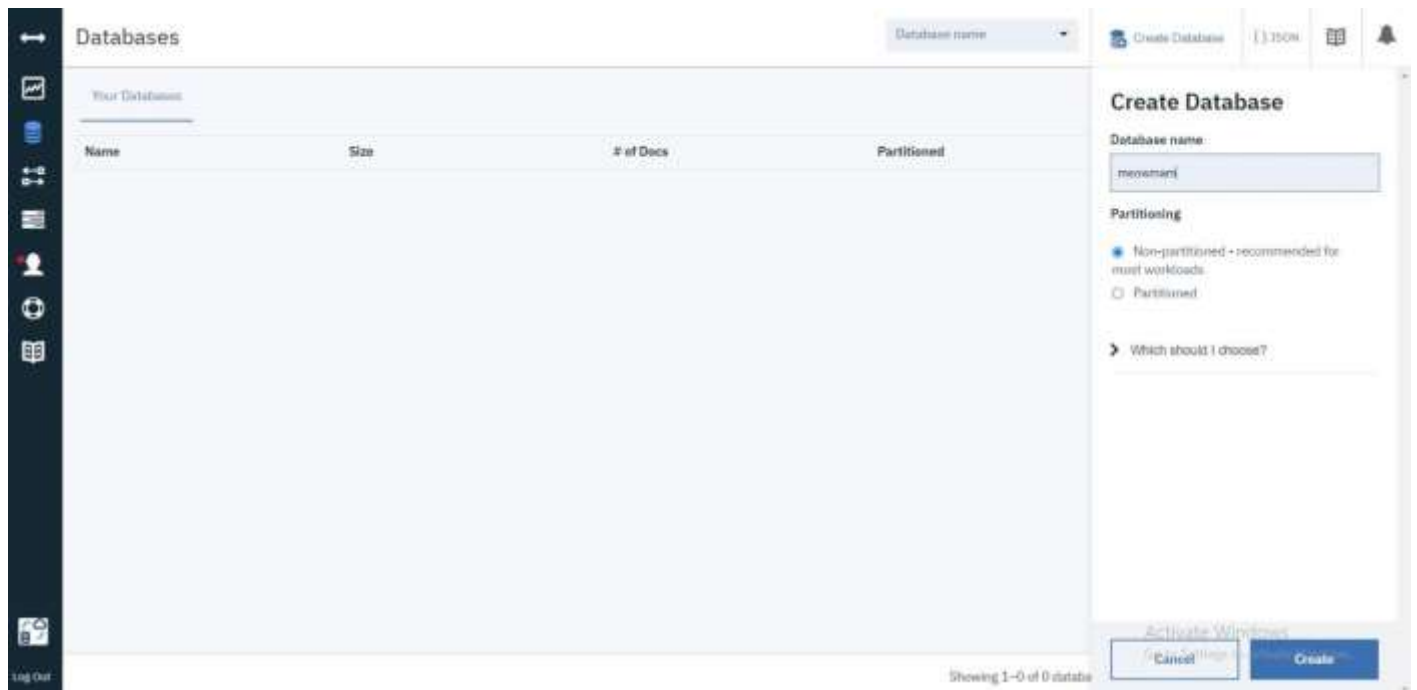 Databases
Database name
Create Database
{ } JSON
Your Databases
Name
Size
# of Docs
Partitioned
Create Database
Database name
meowmani
Partitioning
Non-partitioned - recommended for
most workloads
Partitioned
Which should I choose?
Activate Windows
Cancel
Create
Showing 1–0 of 0 databa
Log Out